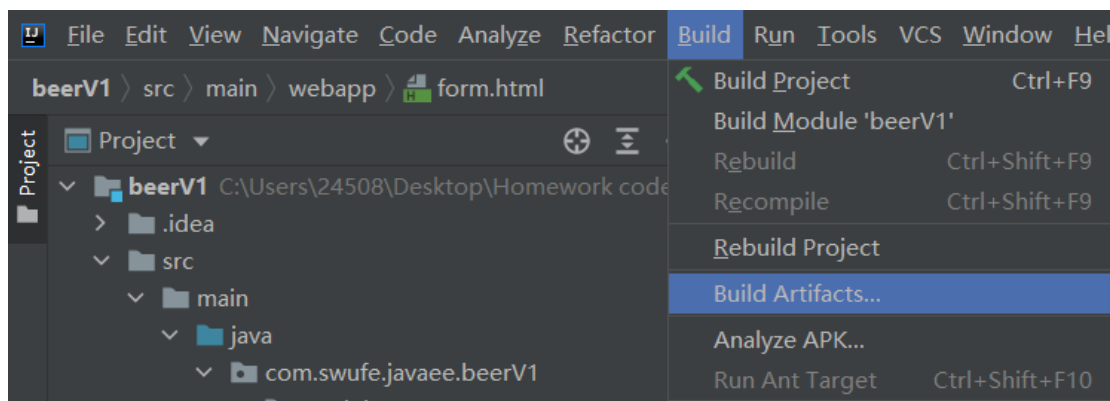 IJ File Edit View Navigate Code Analyze Refactor Build Run Tools VCS Window Hel
beerV1 〉 src 〉 main 〉 webapp 〉 form.html
Build Project Ctrl+F9
Build Module 'beerV1'
Rebuild Ctrl+Shift+F9
Recompile Ctrl+Shift+F9
Rebuild Project
Build Artifacts...
Analyze APK...
Run Ant Target Ctrl+Shift+F10
Project
Project
beerV1 C:\Users\24508\Desktop\Homework code
.idea
src
main
java
com.swufe.javaee.beerV1